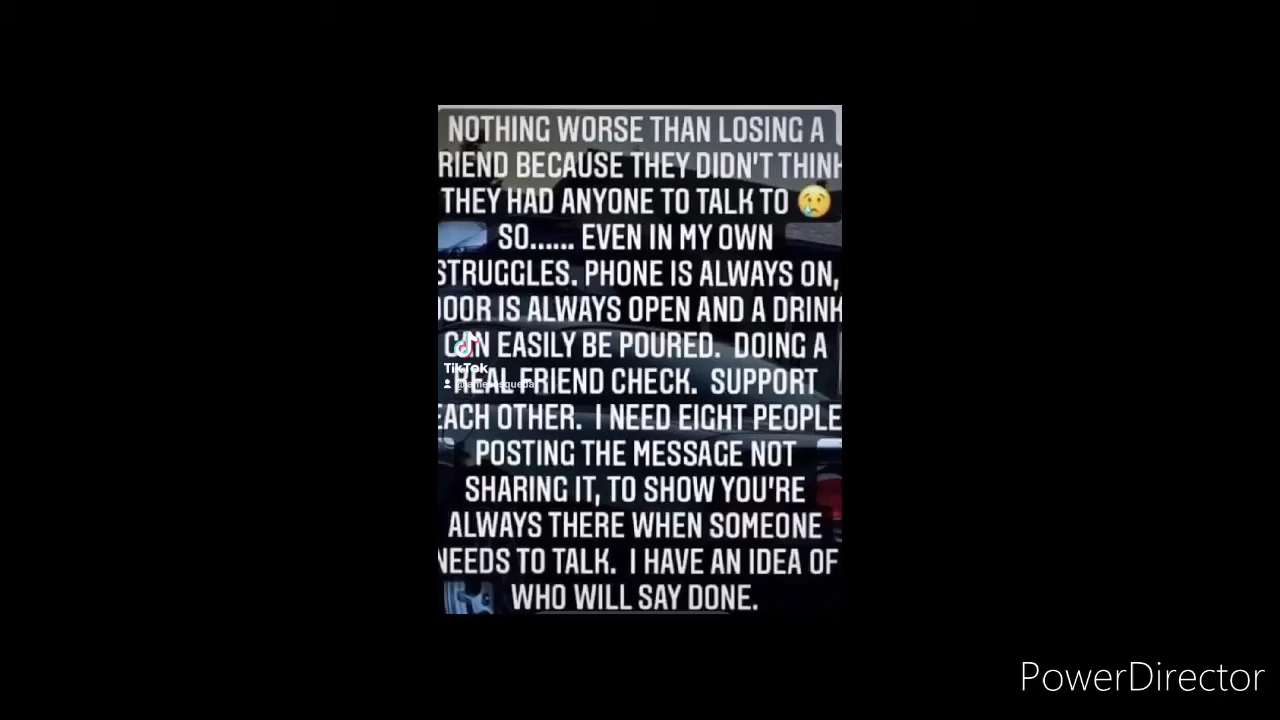 NOTHING WORSE THAN LOSING A
RIEND BECAUSE THEY DIDN'T THINK
THEY HAD ANYONE TO TALK TO 😢
SO...... EVEN IN MY OWN
STRUGGLES. PHONE IS ALWAYS ON,
DOOR IS ALWAYS OPEN AND A DRINK
CAN EASILY BE POURED. DOING A
TikTok
REAL FRIEND CHECK. SUPPORT
EACH OTHER. I NEED EIGHT PEOPLE
POSTING THE MESSAGE NOT
SHARING IT, TO SHOW YOU'RE
ALWAYS THERE WHEN SOMEONE
NEEDS TO TALK. I HAVE AN IDEA OF
WHO WILL SAY DONE.
PowerDirector